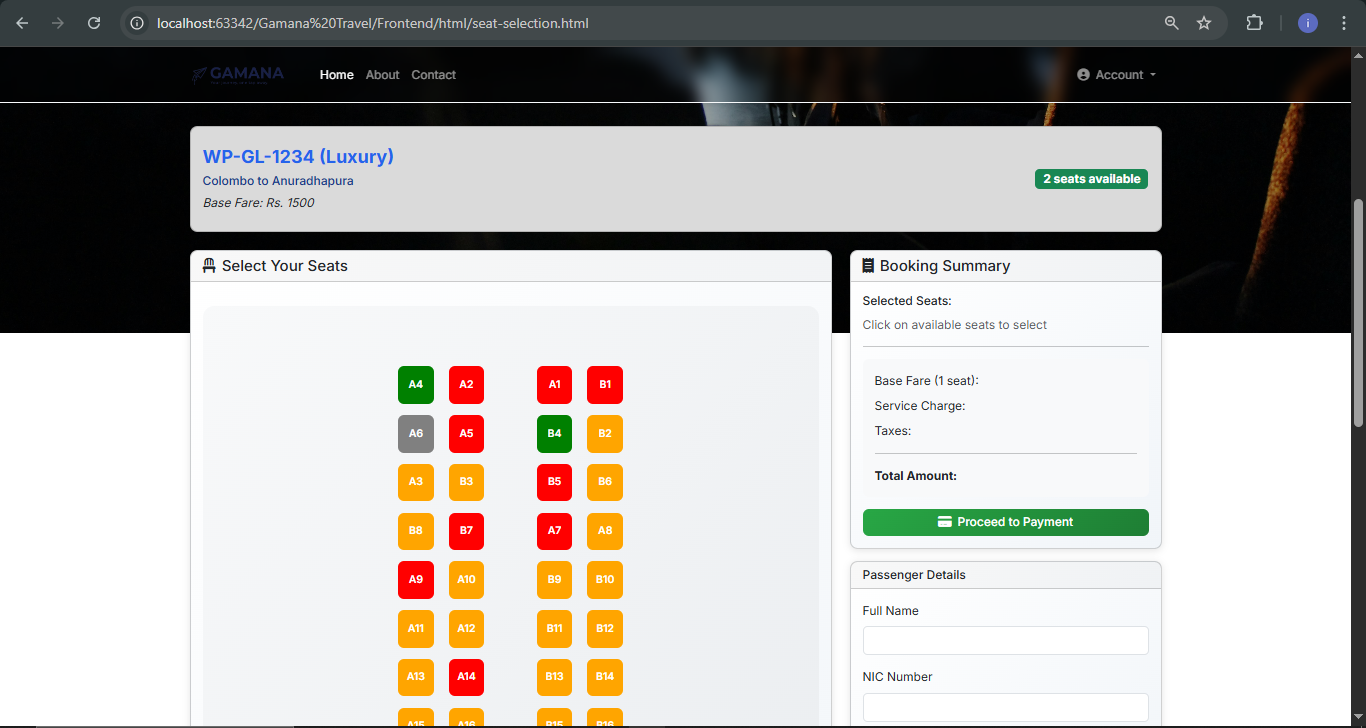 localhost:63342/Gamana%20Travel/Frontend/html/seat-selection.html
i
GAMANA
Home About Contact
Account
WP-GL-1234 (Luxury)
Colombo to Anuradhapura
Base Fare: Rs. 1500
2 seats available
Select Your Seats
A4 A2 A1 B1
A6 A5 B4 B2
A3 B3 B5 B6
B8 B7 A7 A8
A9 A10 B9 B10
A11 A12 B11 B12
A13 A14 B13 B14
A15 A16 B15 B16
Booking Summary
Selected Seats:
Click on available seats to select
Base Fare (1 seat):
Service Charge:
Taxes:
Total Amount:
Proceed to Payment
Passenger Details
Full Name
NIC Number